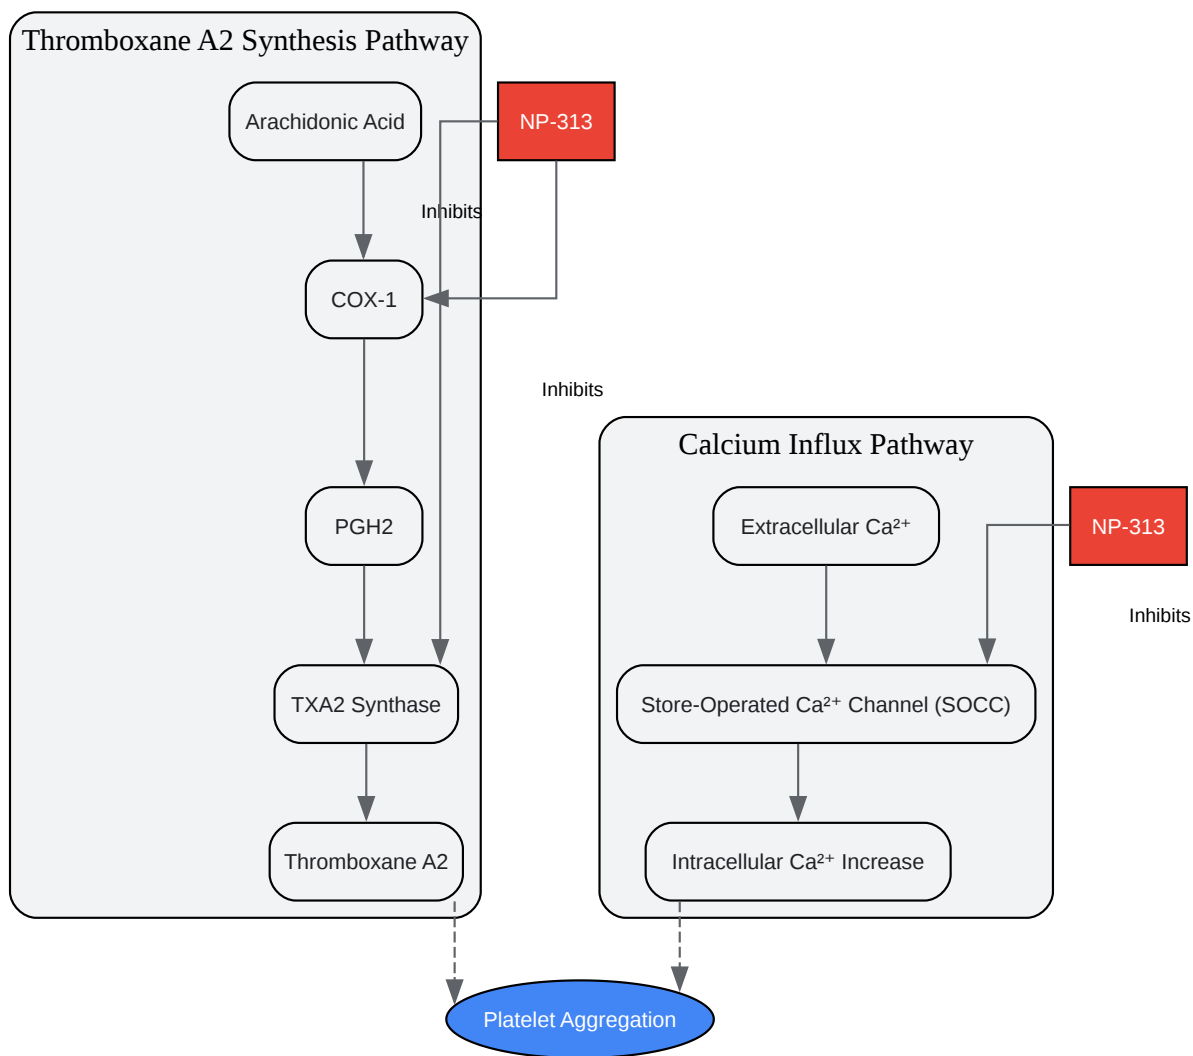 Thromboxane A2 Synthesis Pathway
Arachidonic Acid
NP-313
Inhibits
COX-1
Inhibits
PGH2
TXA2 Synthase
Thromboxane A2
Calcium Influx Pathway
Extracellular Ca²⁺
NP-313
Inhibits
Store-Operated Ca²⁺ Channel (SOCC)
Intracellular Ca²⁺ Increase
Platelet Aggregation